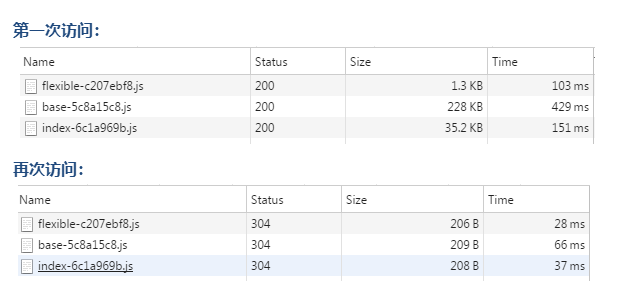 第一次访问：
Name Status Size Time
flexible-c207ebf8.js 200 1.3 KB 103 ms
base-5c8a15c8.js 200 228 KB 429 ms
index-6c1a969b.js 200 35.2 KB 151 ms
再次访问：
Name Status Size Time
flexible-c207ebf8.js 304 206 B 28 ms
base-5c8a15c8.js 304 209 B 66 ms
index-6c1a969b.js 304 208 B 37 ms